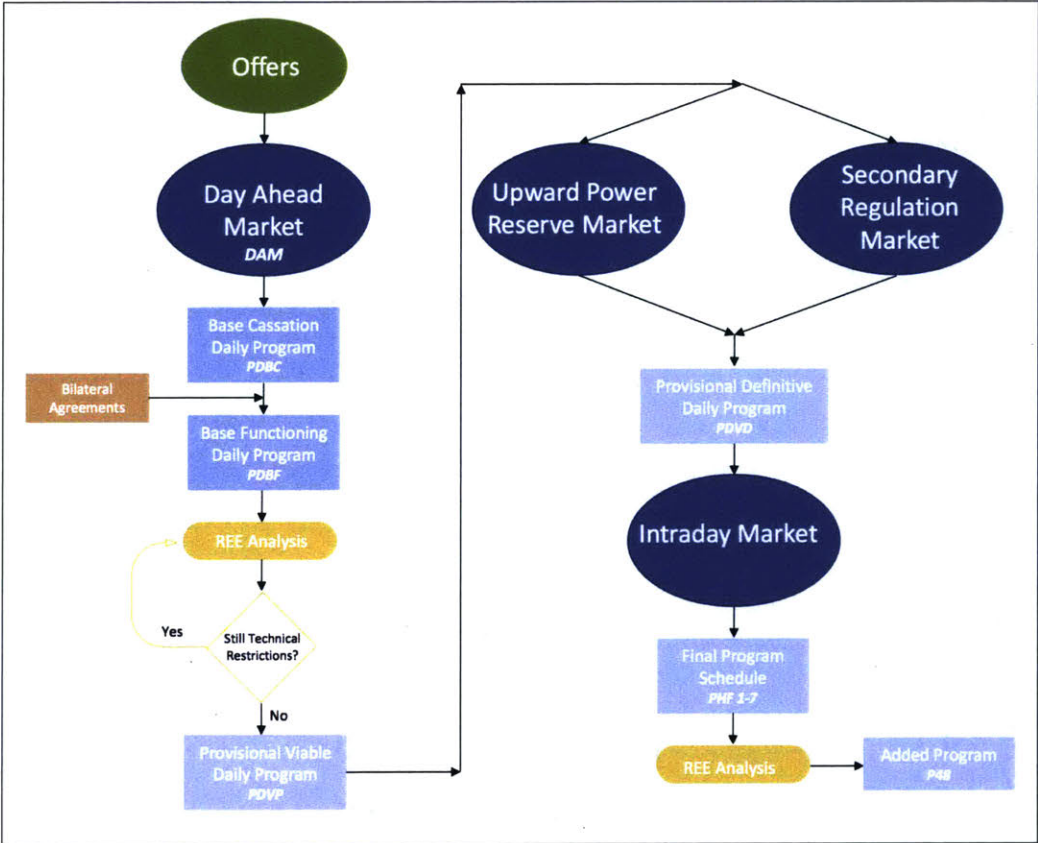 Offers
Day Ahead
Market
DAM
Base Cassation
Daily Program
PDBC
Bilateral
Agreements
Base Functioning
Daily Program
PDBF
REE Analysis
Yes
Still Technical
Restrictions?
No
Provisional Viable
Daily Program
PDVP
Upward Power
Reserve Market
Secondary
Regulation
Market
Provisional Definitive
Daily Program
PDVD
Intraday Market
Final Program
Schedule
PHF 1-7
REE Analysis
Added Program
P48